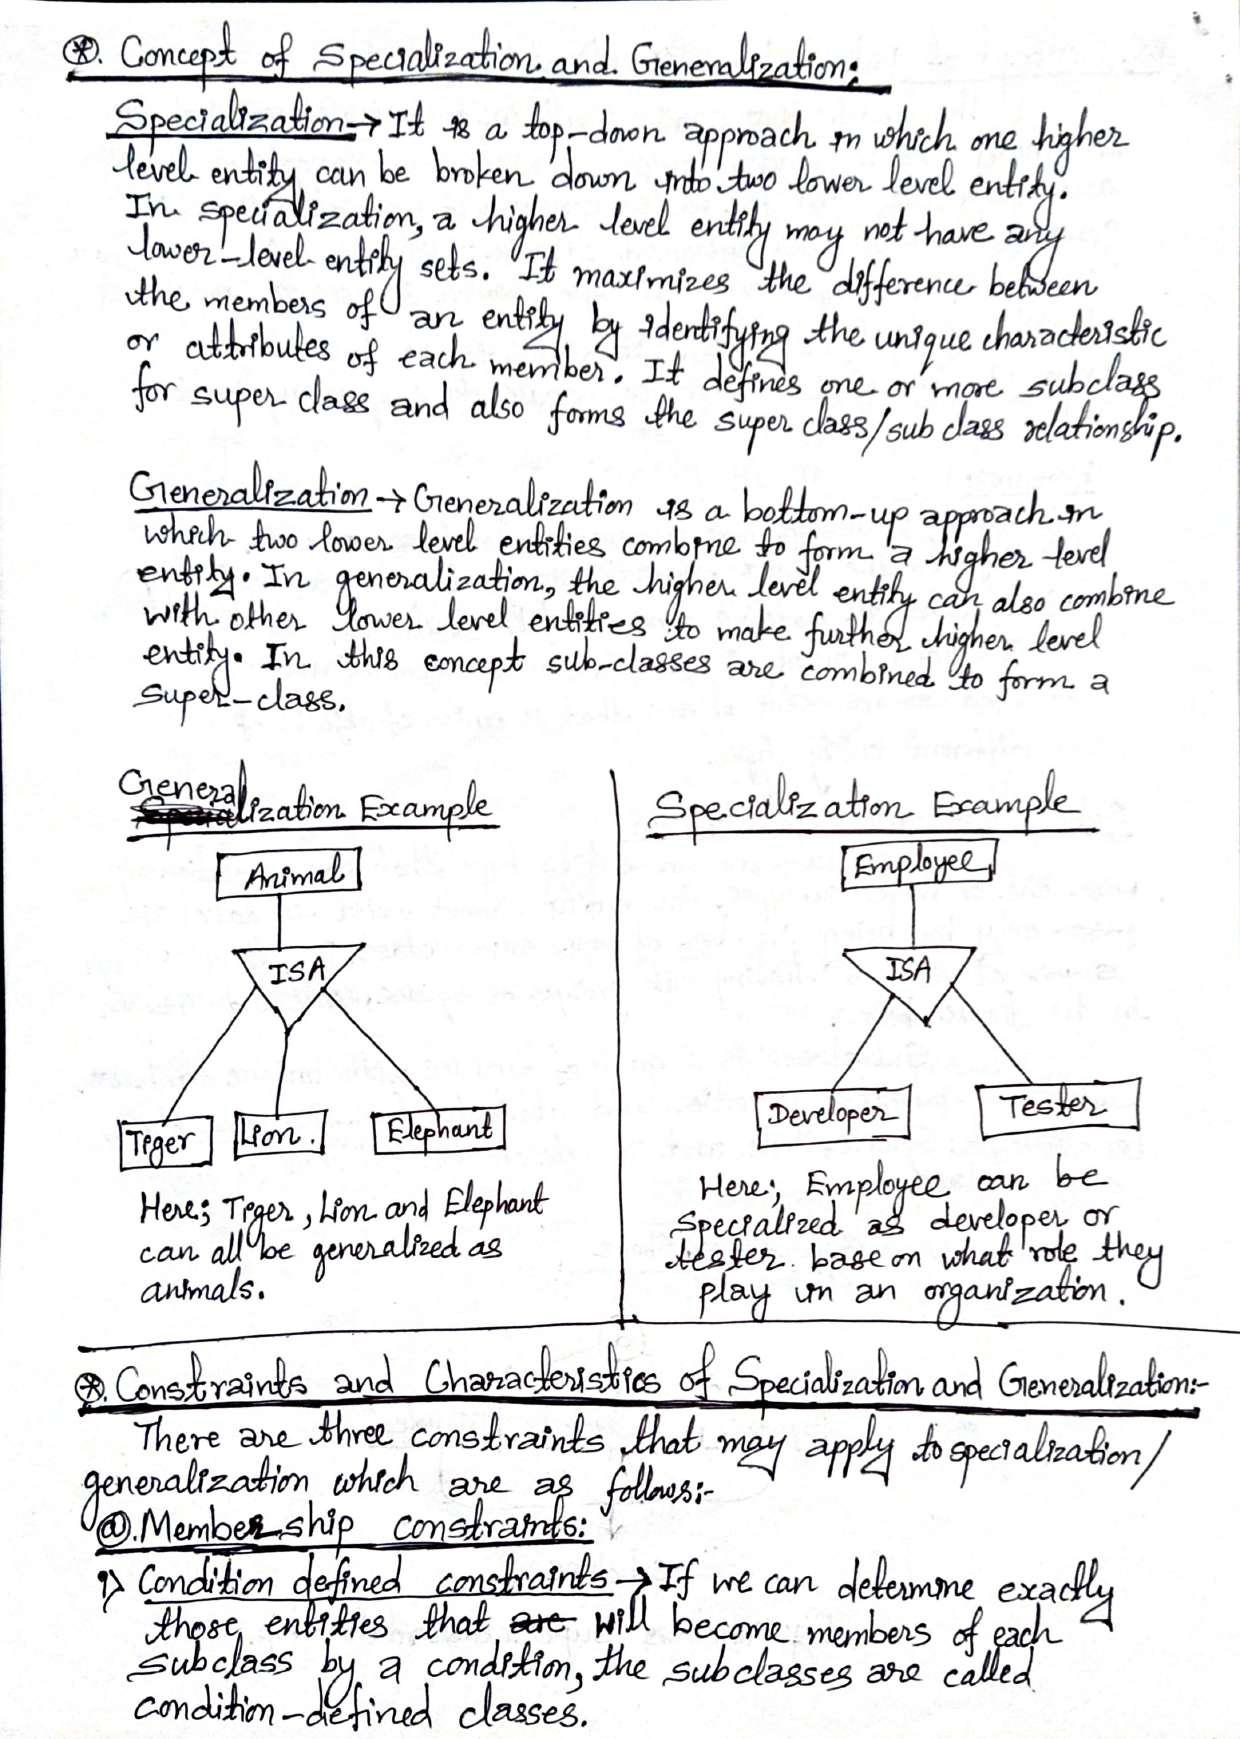 ⊛. Concept of Specialization and Generalization:
Specialization → It is a top-down approach in which one higher
level entity can be broken down into two lower level entity.
In specialization, a higher level entity may not have any
lower-level entity sets. It maximizes the difference between
the members of an entity by identifying the unique characteristic
or attributes of each member. It defines one or more subclass
for super class and also forms the super class/sub class relationship.
Generalization → Generalization is a bottom-up approach in
which two lower level entities combine to form a higher level
entity. In generalization, the higher level entity can also combine
with other lower level entities to make further higher level
entity. In this concept sub-classes are combined to form a
super-class.
Generalization Example
Animal
ISA
Tiger Lion. Elephant
Here; Tiger, Lion and Elephant
can all be generalized as
animals.
Specialization Example
Employee
ISA
Developer Tester
Here;, Employee can be
specialized as developer or
tester base on what role they
play in an organization.
⊛. Constraints and Characteristics of Specialization and Generalization:-
There are three constraints that may apply to specialization/
generalization which are as follows:-
@. Membership constraints:
1) Condition defined constraints → If we can determine exactly
those entities that are will become members of each
subclass by a condition, the subclasses are called
condition-defined classes.